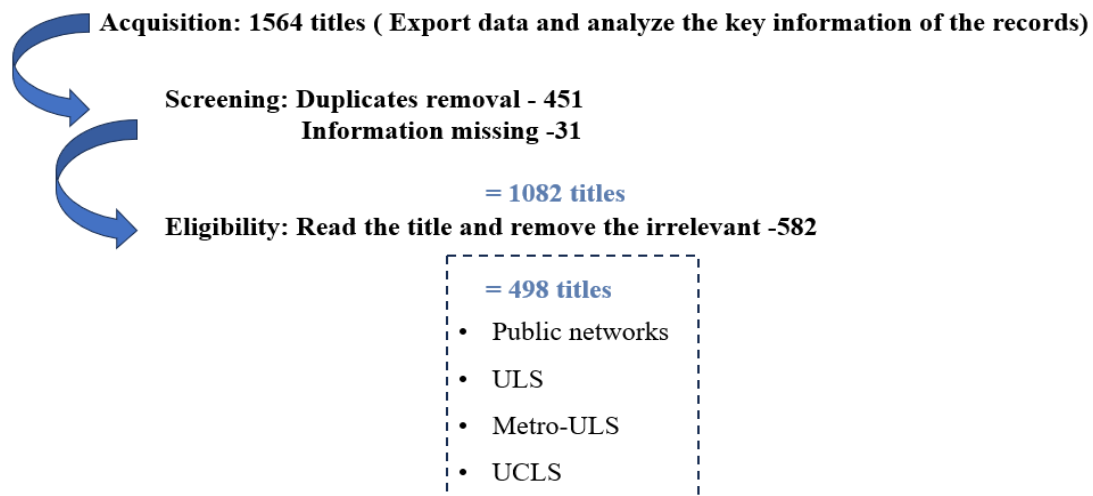 Acquisition: 1564 titles ( Export data and analyze the key information of the records)
Screening: Duplicates removal - 451
Information missing -31
= 1082 titles
Eligibility: Read the title and remove the irrelevant -582
= 498 titles
• Public networks
• ULS
• Metro-ULS
• UCLS